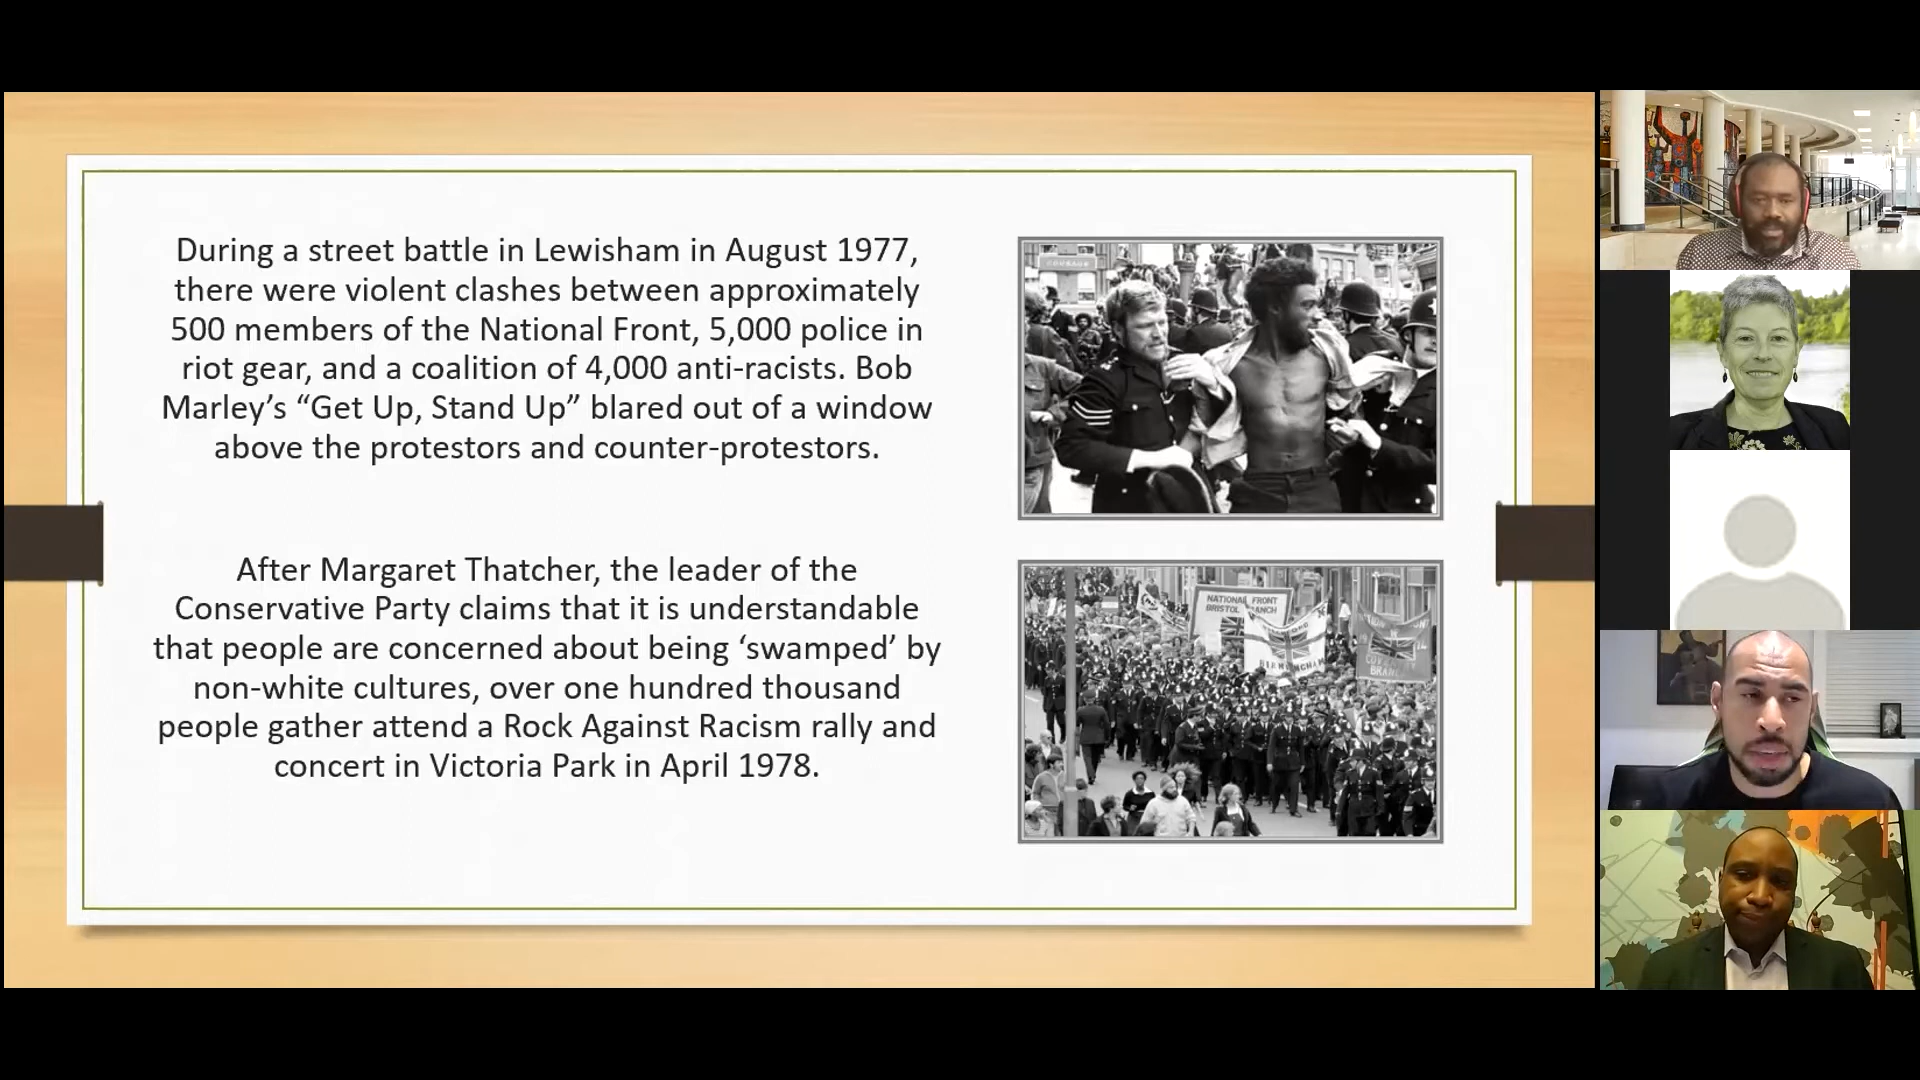 During a street battle in Lewisham in August 1977,
there were violent clashes between approximately
500 members of the National Front, 5,000 police in
riot gear, and a coalition of 4,000 anti-racists. Bob
Marley’s “Get Up, Stand Up” blared out of a window
above the protestors and counter-protestors.
After Margaret Thatcher, the leader of the
Conservative Party claims that it is understandable
that people are concerned about being ‘swamped’ by
non-white cultures, over one hundred thousand
people gather attend a Rock Against Racism rally and
concert in Victoria Park in April 1978.
COURAGE
NATIONAL FRONT
BRISTOL BRANCH
BIRMINGHAM